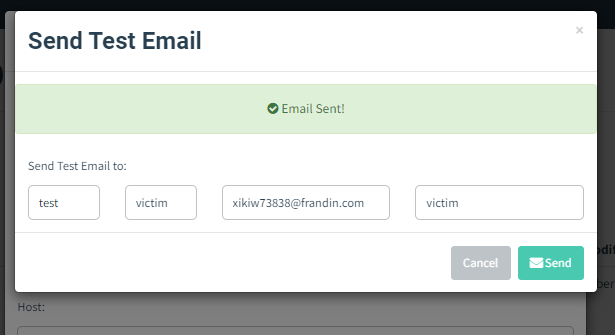 Send Test Email
×
Email Sent!
Send Test Email to:
test victim xikiw73838@frandin.com victim
Cancel Send
Host: